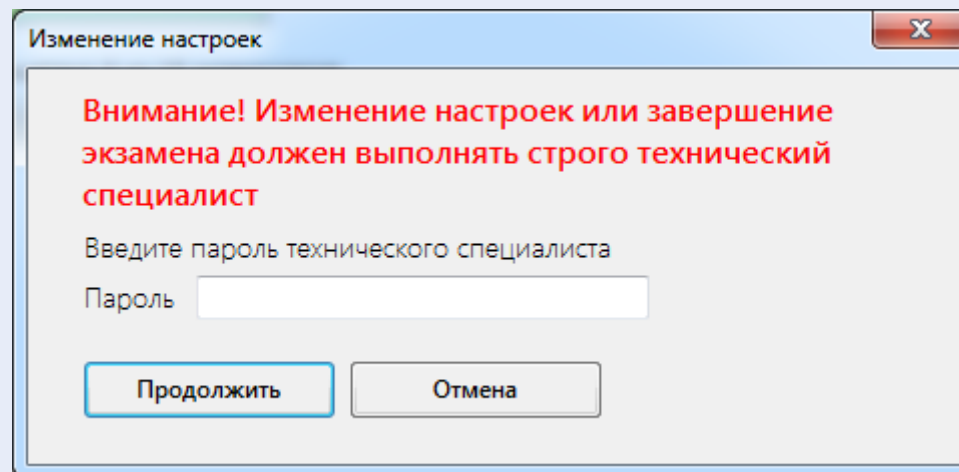 Изменение настроек
Внимание! Изменение настроек или завершение
экзамена должен выполнять строго технический
специалист
Введите пароль технического специалиста
Пароль
Продолжить Отмена